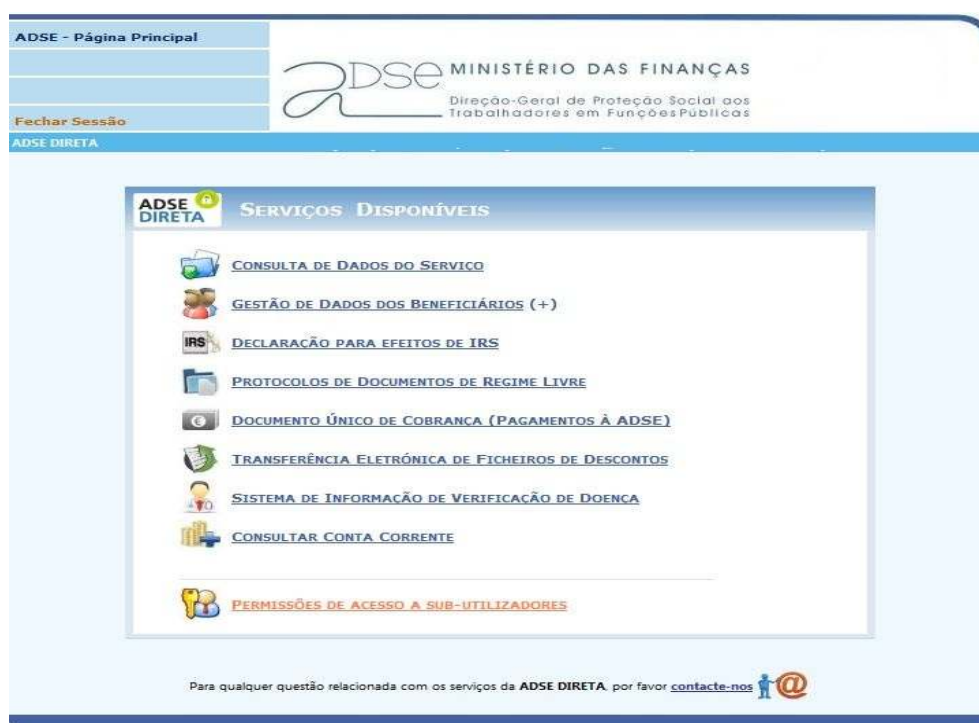 ADSE - Página Principal
Fechar Sessão
adse MINISTÉRIO DAS FINANÇAS
Direção-Geral de Proteção Social aos
Trabalhadores em Funções Públicas
ADSE DIRETA
ADSE
DIRETA
SERVIÇOS DISPONÍVEIS
CONSULTA DE DADOS DO SERVIÇO
GESTÃO DE DADOS DOS BENEFICIÁRIOS (+)
IRS
DECLARAÇÃO PARA EFEITOS DE IRS
PROTOCOLOS DE DOCUMENTOS DE REGIME LIVRE
DOCUMENTO ÚNICO DE COBRANÇA (PAGAMENTOS À ADSE)
TRANSFERÊNCIA ELETRÓNICA DE FICHEIROS DE DESCONTOS
SISTEMA DE INFORMAÇÃO DE VERIFICAÇÃO DE DOENÇA
CONSULTAR CONTA CORRENTE
PERMISSÕES DE ACESSO A SUB-UTILIZADORES
Para qualquer questão relacionada com os serviços da ADSE DIRETA, por favor contacte-nos @